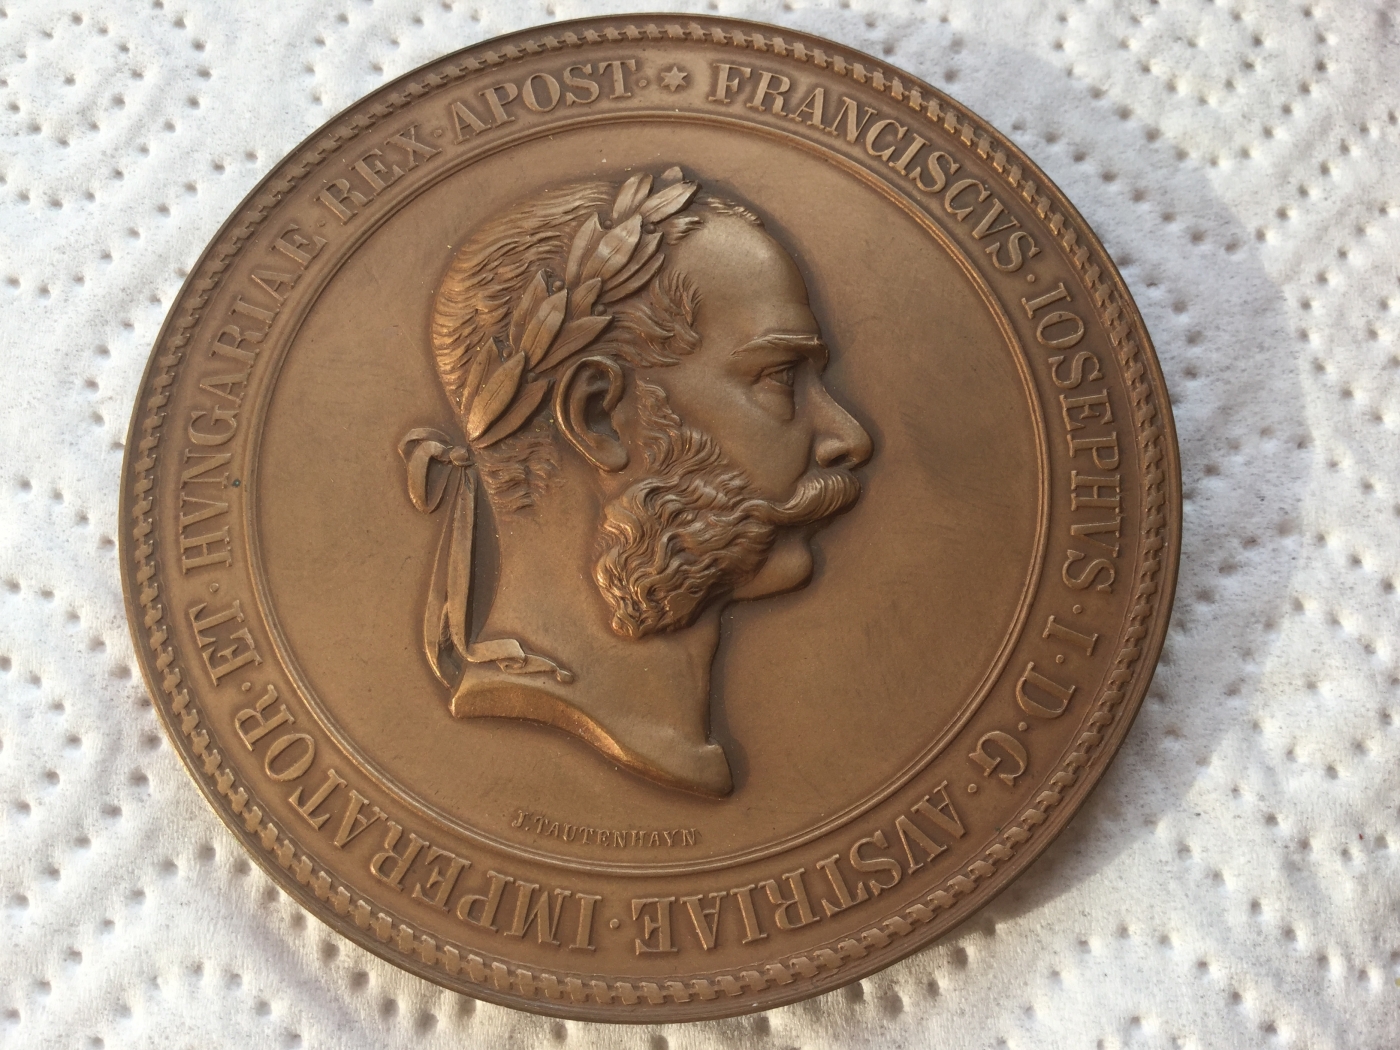 FRANCISCVS · IOSEPHVS · I · D · G · AVSTRIAE · IMPERATOR · ET · HVNGARIAE · REX · APOST ·
J. TAUTENHAYN